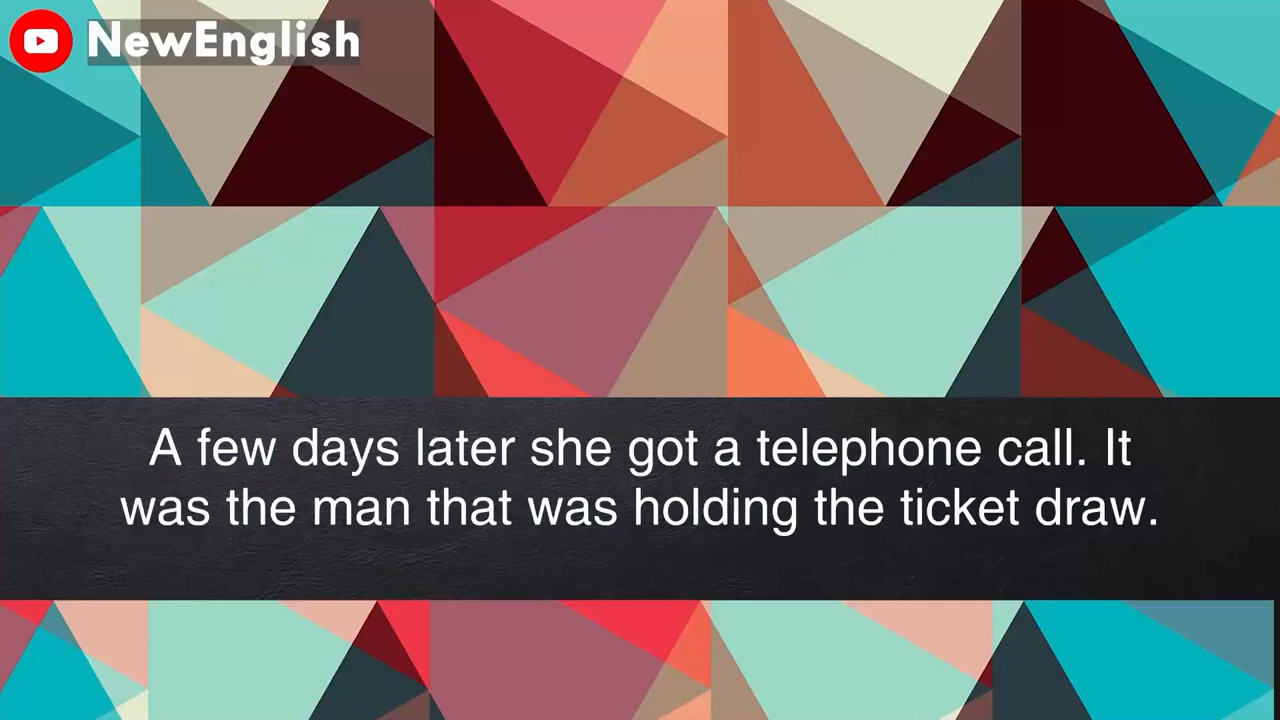 NewEnglish
A few days later she got a telephone call. It
was the man that was holding the ticket draw.